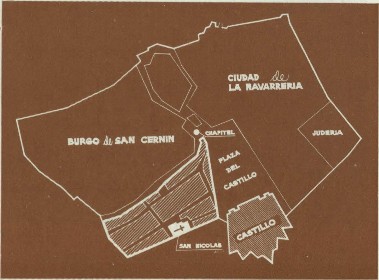 CIUDAD de
LA NAVARRERIA
BURGO de SAN CERNIN
CHAPITEL
JUDERIA
PLAZA
DEL
CASTILLO
CASTILLO
SAN NICOLAS